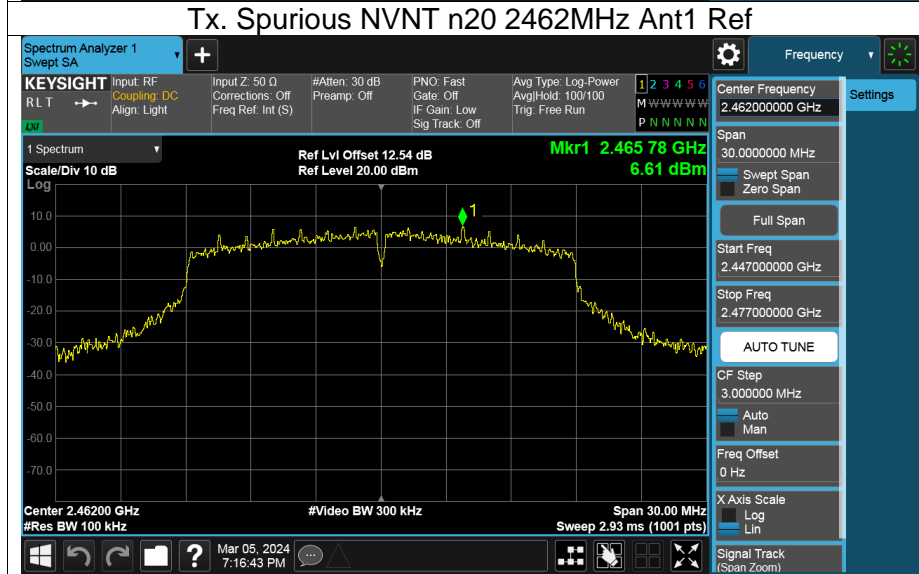 Tx. Spurious NVNT n20 2462MHz Ant1 Ref
Spectrum Analyzer 1
Swept SA
+
Frequency
KEYSIGHT
RLT
LXI
Input: RF
Coupling: DC
Align: Light
Input Z: 50 Ω
Corrections: Off
Freq Ref: Int (S)
#Atten: 30 dB
Preamp: Off
PNO: Fast
Gate: Off
IF Gain: Low
Sig Track: Off
Avg Type: Log-Power
Avg|Hold: 100/100
Trig: Free Run
1 2 3 4 5 6
M W W W W W
P N N N N N
1 Spectrum
Scale/Div 10 dB
Log
Ref Lvl Offset 12.54 dB
Ref Level 20.00 dBm
Mkr1 2.465 78 GHz
6.61 dBm
10.0
0.00
-10.0
-20.0
-30.0
-40.0
-50.0
-60.0
-70.0
1
Center 2.46200 GHz
#Res BW 100 kHz
#Video BW 300 kHz
Span 30.00 MHz
Sweep 2.93 ms (1001 pts)
Center Frequency
2.462000000 GHz
Settings
Span
30.0000000 MHz
Swept Span
Zero Span
Full Span
Start Freq
2.447000000 GHz
Stop Freq
2.477000000 GHz
AUTO TUNE
CF Step
3.000000 MHz
Auto
Man
Freq Offset
0 Hz
X Axis Scale
Log
Lin
Signal Track
(Span Zoom)
?
Mar 05, 2024
7:16:43 PM